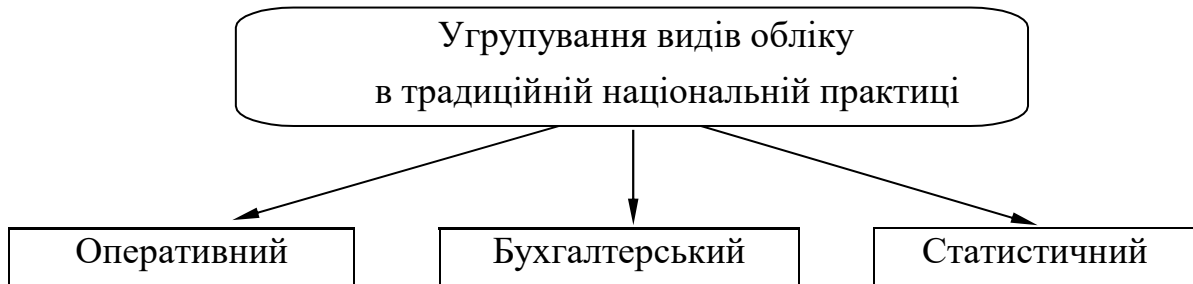 Угрупування видів обліку
в традиційній національній практиці
Оперативний
Бухгалтерський
Статистичний